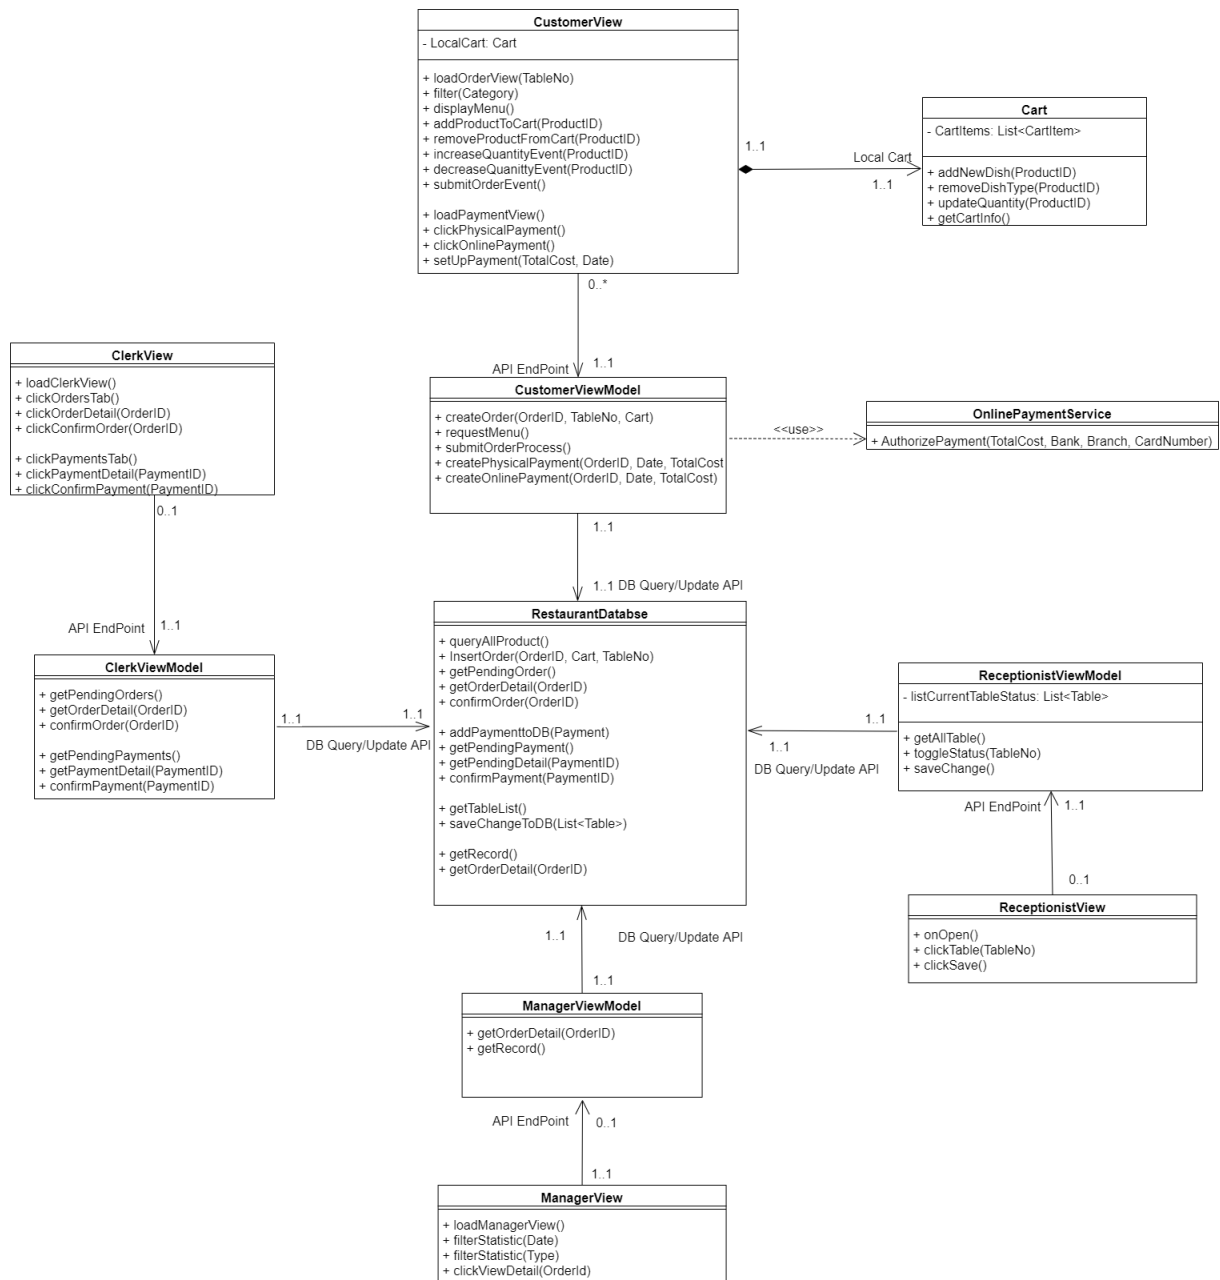 CustomerView
- LocalCart: Cart
+ loadOrderView(TableNo)
+ filter(Category)
+ displayMenu()
+ addProductToCart(ProductID)
+ removeProductFromCart(ProductID)
+ increaseQuantityEvent(ProductID)
+ decreaseQuanittyEvent(ProductID)
+ submitOrderEvent()
+ loadPaymentView()
+ clickPhysicalPayment()
+ clickOnlinePayment()
+ setUpPayment(TotalCost, Date)
1..1
Local Cart
1..1
Cart
- CartItems: List<CartItem>
+ addNewDish(ProductID)
+ removeDishType(ProductID)
+ updateQuantity(ProductID)
+ getCartInfo()
0..*
API EndPoint
1..1
ClerkView
+ loadClerkView()
+ clickOrdersTab()
+ clickOrderDetail(OrderID)
+ clickConfirmOrder(OrderID)
+ clickPaymentsTab()
+ clickPaymentDetail(PaymentID)
+ clickConfirmPayment(PaymentID)
0..1
API EndPoint
1..1
CustomerViewModel
+ createOrder(OrderID, TableNo, Cart)
+ requestMenu()
+ submitOrderProcess()
+ createPhysicalPayment(OrderID, Date, TotalCost
+ createOnlinePayment(OrderID, Date, TotalCost)
<<use>>
OnlinePaymentService
+ AuthorizePayment(TotalCost, Bank, Branch, CardNumber)
1..1
1..1
DB Query/Update API
ClerkViewModel
+ getPendingOrders()
+ getOrderDetail(OrderID)
+ confirmOrder(OrderID)
+ getPendingPayments()
+ getPaymentDetail(PaymentID)
+ confirmPayment(PaymentID)
1..1
1..1
DB Query/Update API
RestaurantDatabse
+ queryAllProduct()
+ InsertOrder(OrderID, Cart, TableNo)
+ getPendingOrder()
+ getOrderDetail(OrderID)
+ confirmOrder(OrderID)
+ addPaymenttoDB(Payment)
+ getPendingPayment()
+ getPendingDetail(PaymentID)
+ confirmPayment(PaymentID)
+ getTableList()
+ saveChangeToDB(List<Table>)
+ getRecord()
+ getOrderDetail(OrderID)
1..1
1..1
DB Query/Update API
ReceptionistViewModel
- listCurrentTableStatus: List<Table>
+ getAllTable()
+ toggleStatus(TableNo)
+ saveChange()
API EndPoint
1..1
0..1
ReceptionistView
+ onOpen()
+ clickTable(TableNo)
+ clickSave()
1..1
DB Query/Update API
1..1
ManagerViewModel
+ getOrderDetail(OrderID)
+ getRecord()
API EndPoint
0..1
1..1
ManagerView
+ loadManagerView()
+ filterStatistic(Date)
+ filterStatistic(Type)
+ clickViewDetail(OrderId)